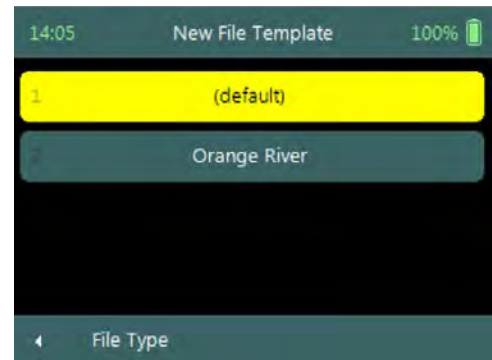 14:05 New File Template 100%
1 (default)
2 Orange River
File Type